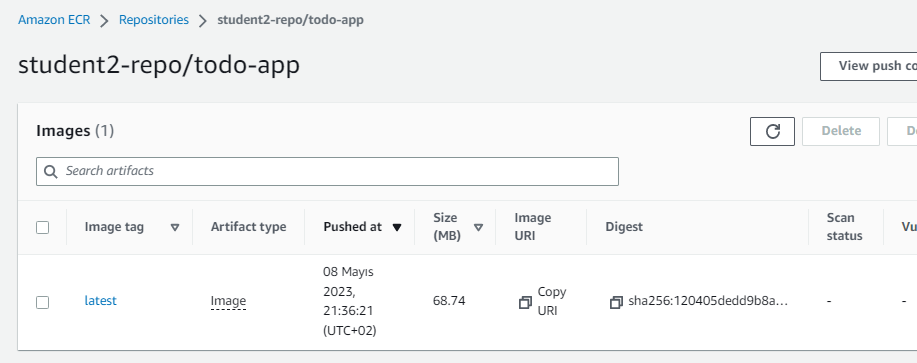 Amazon ECR > Repositories > student2-repo/todo-app
student2-repo/todo-app
View push co
Images (1)
Delete
De
Search artifacts
Image tag
Artifact type
Pushed at
Size
(MB)
Image
URI
Digest
Scan
status
Vu
latest
Image
08 Mayıs
2023,
21:36:21
(UTC+02)
68.74
Copy
URI
sha256:120405dedd9b8a...
-
-